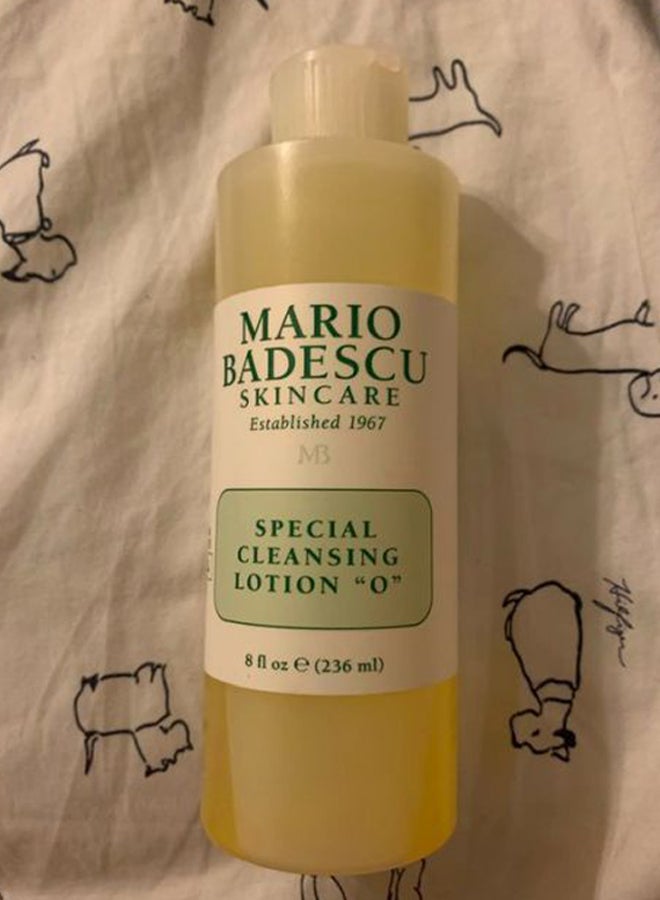 MARIO
BADESCU
SKINCARE
Established 1967
MB
SPECIAL
CLEANSING
LOTION “O”
8 fl oz ℮ (236 ml)